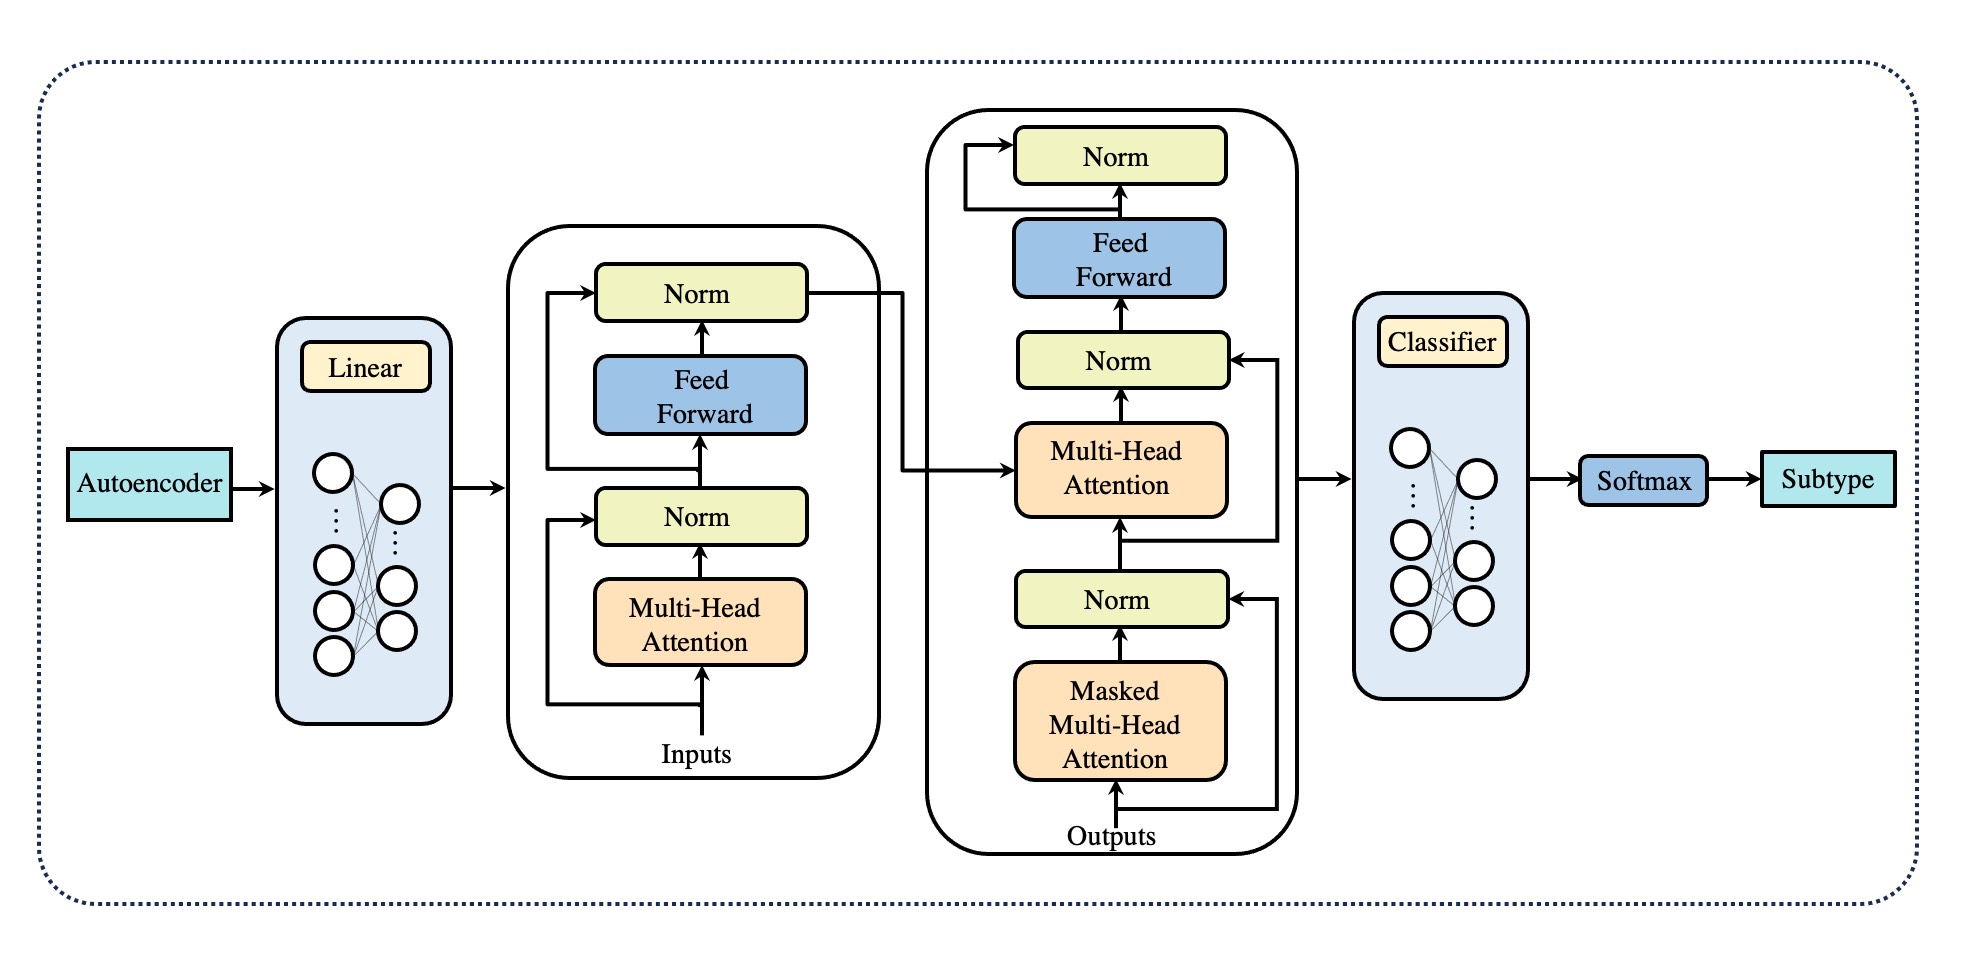 Autoencoder
Linear
Norm
Feed
Forward
Norm
Multi-Head
Attention
Inputs
Norm
Feed
Forward
Norm
Multi-Head
Attention
Norm
Masked
Multi-Head
Attention
Outputs
Classifier
Softmax
Subtype